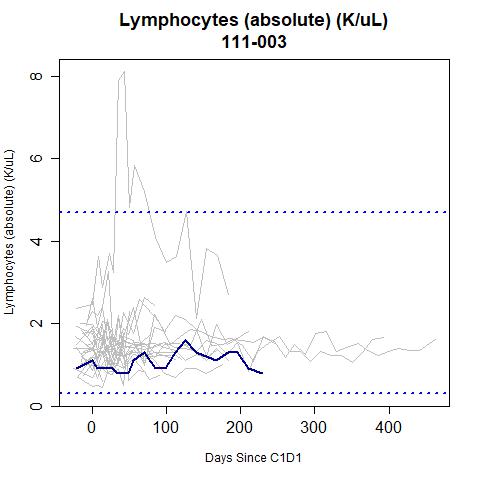 Lymphocytes (absolute) (K/uL)
111-003
Lymphocytes (absolute) (K/uL)
8
6
4
2
0
0 100 200 300 400
Days Since C1D1